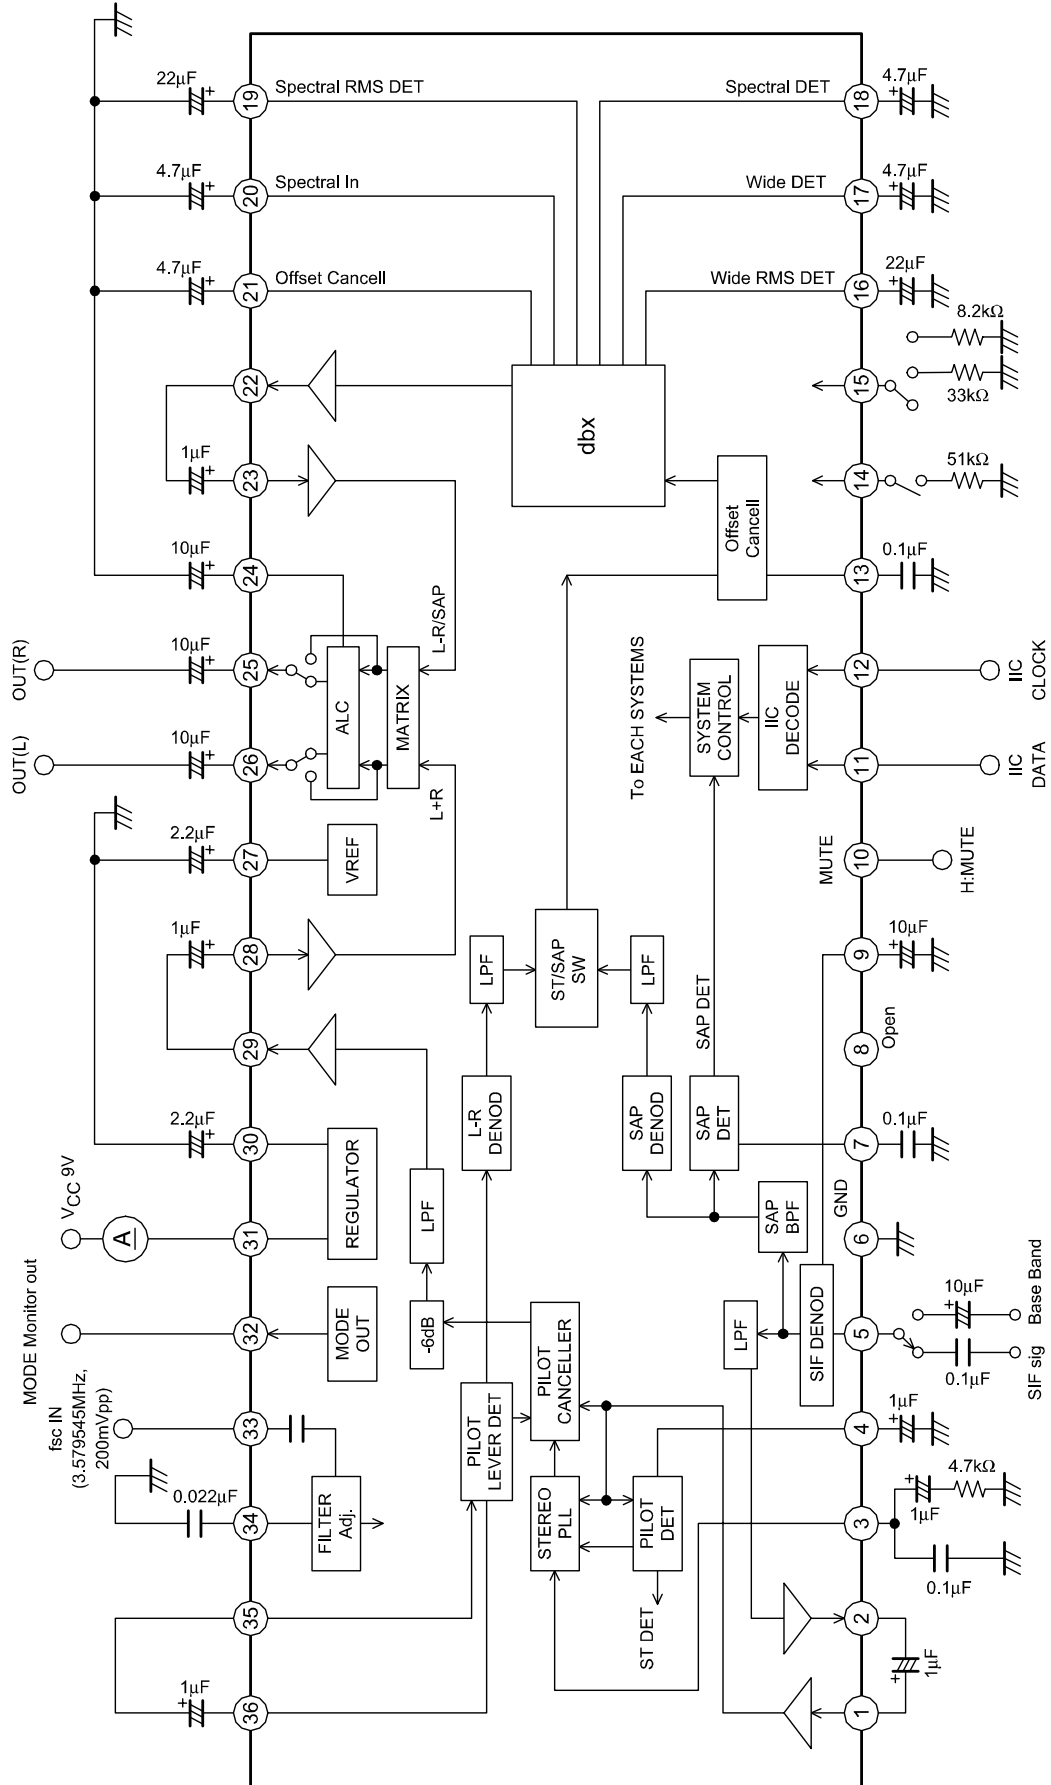 22μF
+
19
Spectral RMS DET
Spectral DET
18
4.7μF
+
4.7μF
+
20
Spectral In
Wide DET
17
4.7μF
+
4.7μF
+
21
Offset Cancell
Wide RMS DET
16
22μF
+
8.2kΩ
22
dbx
15
33kΩ
1μF
+
23
Offset
Cancell
14
51kΩ
10μF
+
24
13
0.1μF
OUT(R)
10μF
+
25
ALC
MATRIX
L-R/SAP
To EACH SYSTEMS
SYSTEM
CONTROL
IIC
DECODE
12
IIC
CLOCK
OUT(L)
10μF
+
26
L+R
11
IIC
DATA
2.2μF
+
27
VREF
MUTE
10
H:MUTE
1μF
+
28
LPF
ST/SAP
SW
LPF
SAP DET
9
10μF
+
29
8
Open
2.2μF
+
30
REGULATOR
L-R
DENOD
SAP
DENOD
SAP
DET
7
0.1μF
VCC 9V
A
31
LPF
SAP
BPF
GND
6
MODE Monitor out
32
MODE
OUT
-6dB
PILOT
CANCELLER
LPF
SIF DENOD
5
10μF
+
Base Band
0.1μF
SIF sig
fsc IN
(3.579545MHz,
200mVpp)
33
PILOT
LEVER DET
4
1μF
+
0.022μF
34
FILTER
Adj.
STEREO
PLL
PILOT
DET
3
+
1μF
4.7kΩ
0.1μF
35
ST DET
2
1μF
+
1μF
+
36
1